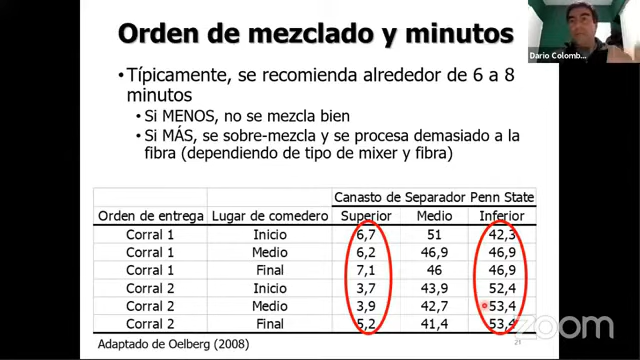 Orden de mezclado y minutos
Dario Colomb...
• Típicamente, se recomienda alrededor de 6 a 8
minutos
• Si MENOS, no se mezcla bien
• Si MÁS, se sobre-mezcla y se procesa demasiado a la
fibra (dependiendo de tipo de mixer y fibra)
Canasto de Separador Penn State
Orden de entrega Lugar de comedero Superior Medio Inferior
Corral 1 Inicio 6,7 51 42,3
Corral 1 Medio 6,2 46,9 46,9
Corral 1 Final 7,1 46 46,9
Corral 2 Inicio 3,7 43,9 52,4
Corral 2 Medio 3,9 42,7 53,4
Corral 2 Final 5,2 41,4 53,4
zoom
Adaptado de Oelberg (2008)